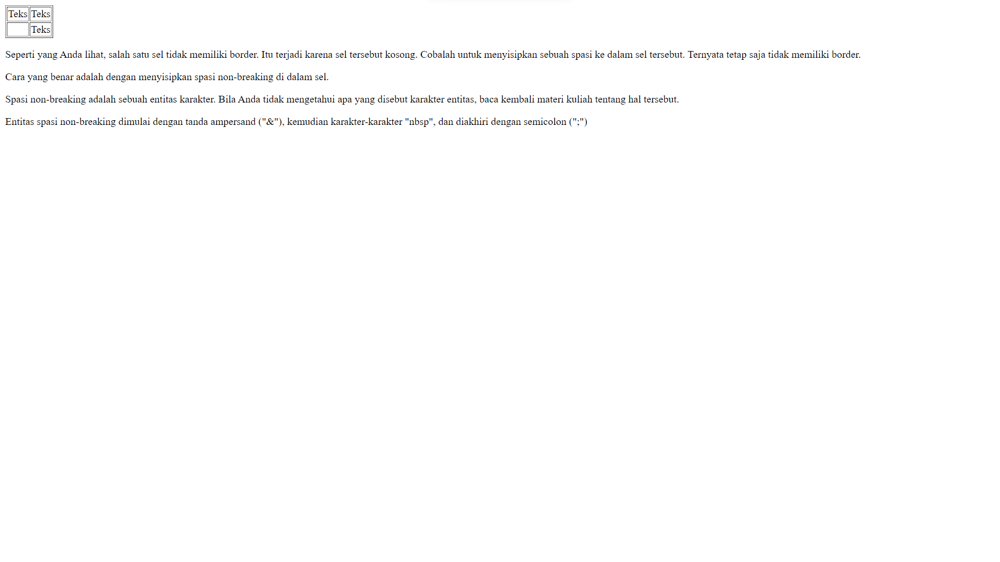 Teks Teks
Teks
Seperti yang Anda lihat, salah satu sel tidak memiliki border. Itu terjadi karena sel tersebut kosong. Cobalah untuk menyisipkan sebuah spasi ke dalam sel tersebut. Ternyata tetap saja tidak memiliki border.
Cara yang benar adalah dengan menyisipkan spasi non-breaking di dalam sel.
Spasi non-breaking adalah sebuah entitas karakter. Bila Anda tidak mengetahui apa yang disebut karakter entitas, baca kembali materi kuliah tentang hal tersebut.
Entitas spasi non-breaking dimulai dengan tanda ampersand ("&"), kemudian karakter-karakter "nbsp", dan diakhiri dengan semicolon (";")